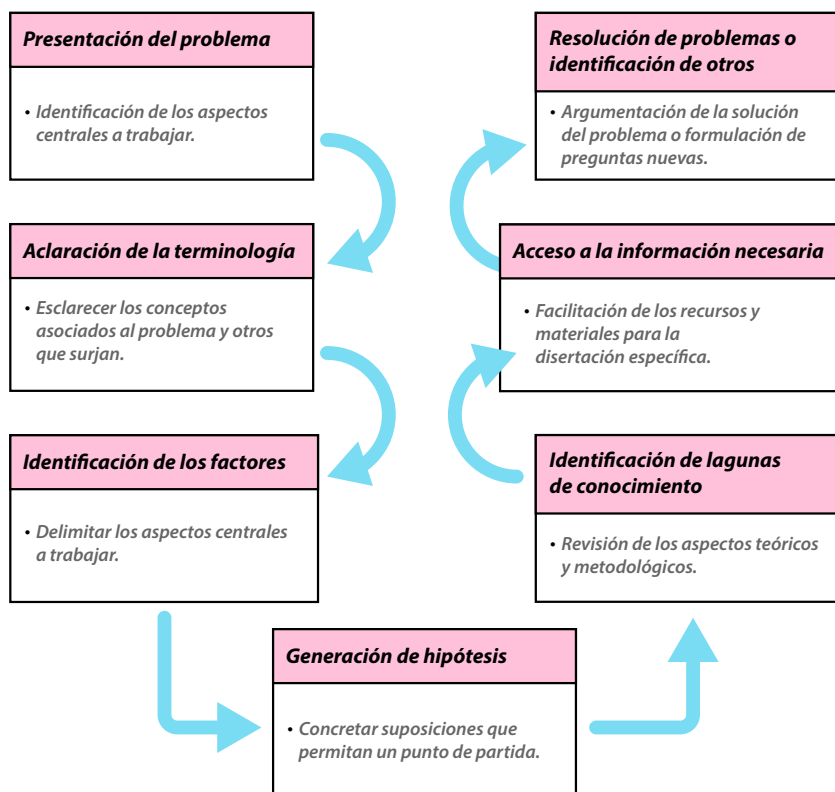 Presentación del problema
• Identificación de los aspectos
centrales a trabajar.
Aclaración de la terminología
• Esclarecer los conceptos
asociados al problema y otros
que surjan.
Identificación de los factores
• Delimitar los aspectos centrales
a trabajar.
Generación de hipótesis
• Concretar suposiciones que
permitan un punto de partida.
Identificación de lagunas
de conocimiento
• Revisión de los aspectos teóricos
y metodológicos.
Acceso a la información necesaria
• Facilitación de los recursos y
materiales para la
disertación específica.
Resolución de problemas o
identificación de otros
• Argumentación de la solución
del problema o formulación de
preguntas nuevas.